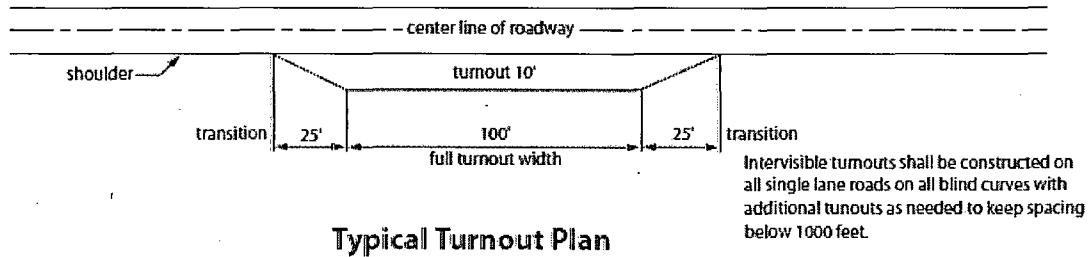 center line of roadway
shoulder
turnout 10'
transition
25'
100'
25'
transition
full turnout width
Intervisible turnouts shall be constructed on
all single lane roads on all blind curves with
additional tunouts as needed to keep spacing
below 1000 feet.
Typical Turnout Plan